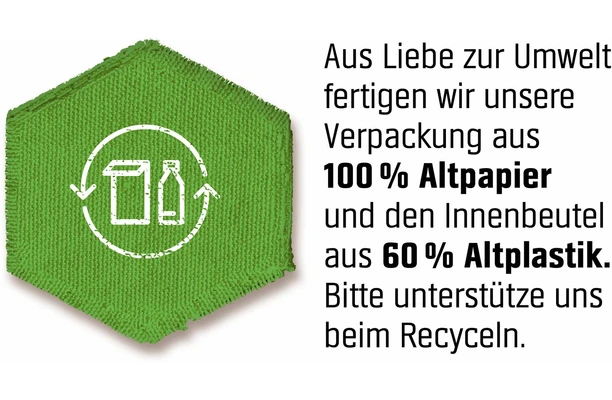 Aus Liebe zur Umwelt
fertigen wir unsere
Verpackung aus
100 % Altpapier
und den Innenbeutel
aus 60 % Altplastik.
Bitte unterstütze uns
beim Recyceln.